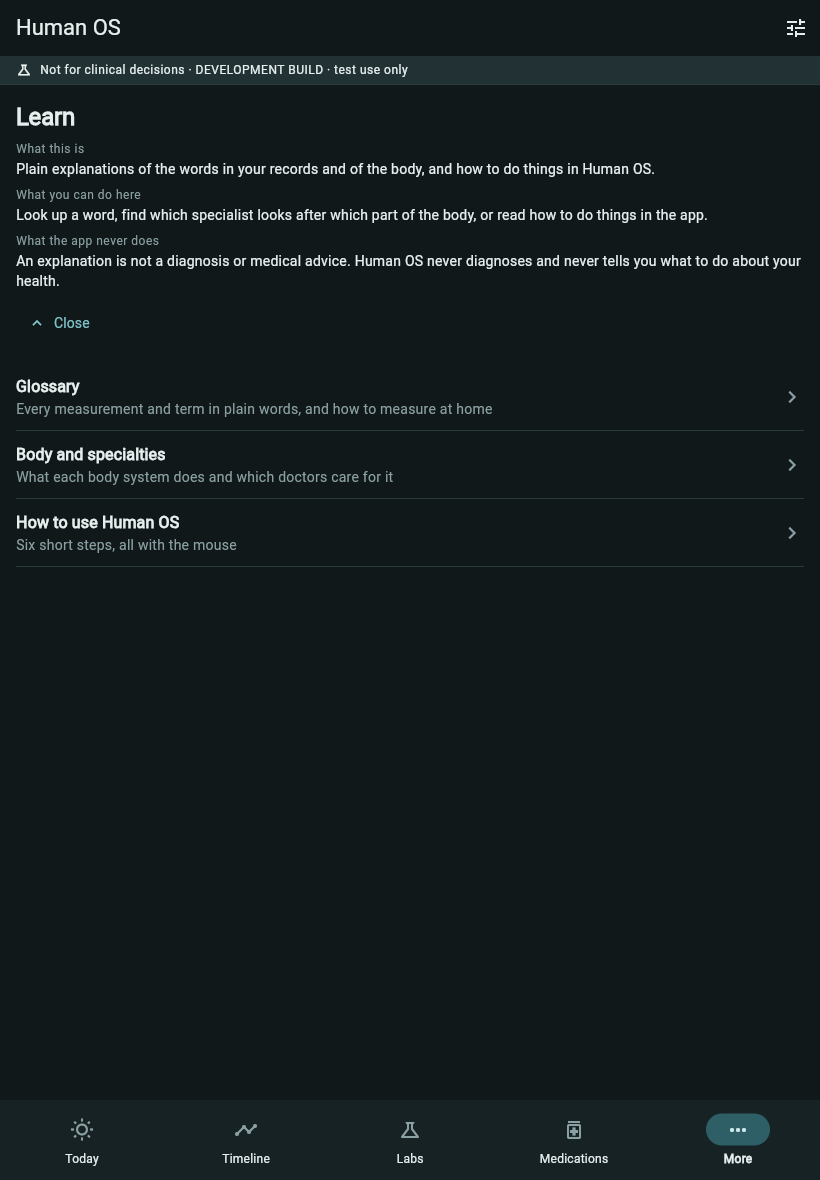 Human OS
Not for clinical decisions · DEVELOPMENT BUILD · test use only
Learn
What this is
Plain explanations of the words in your records and of the body, and how to do things in Human OS.
What you can do here
Look up a word, find which specialist looks after which part of the body, or read how to do things in the app.
What the app never does
An explanation is not a diagnosis or medical advice. Human OS never diagnoses and never tells you what to do about your
health.
Close
Glossary
Every measurement and term in plain words, and how to measure at home
Body and specialties
What each body system does and which doctors care for it
How to use Human OS
Six short steps, all with the mouse
Today
Timeline
Labs
Medications
More